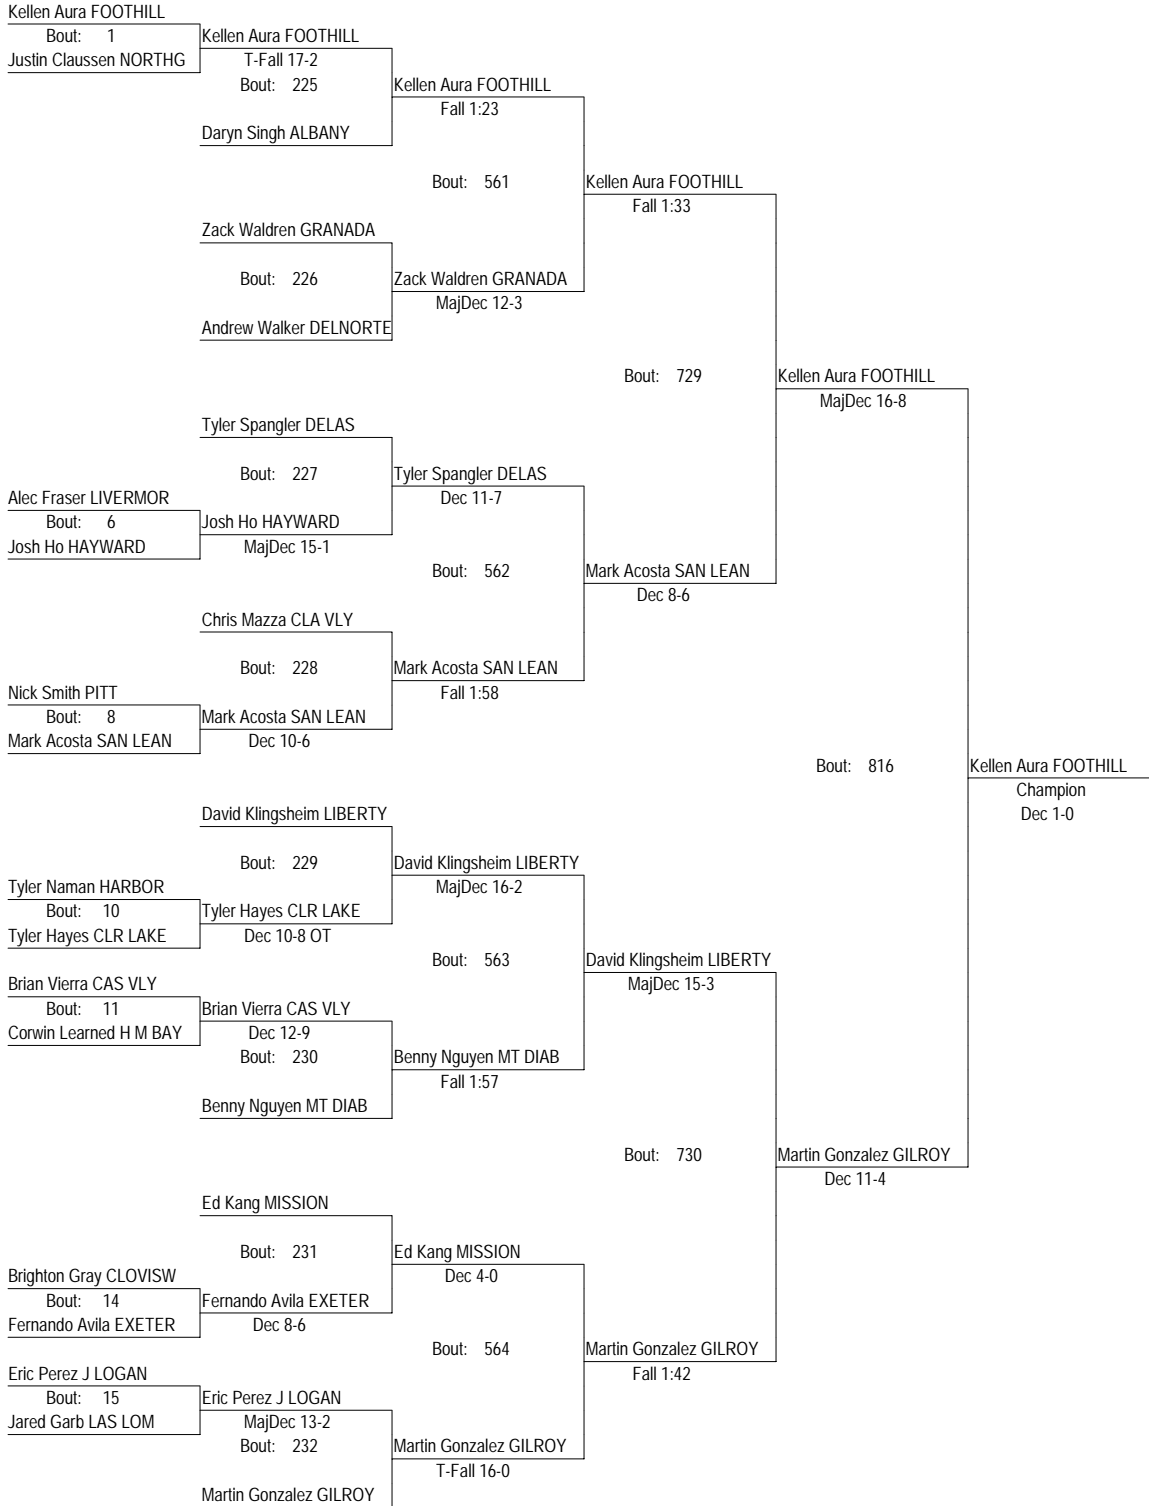 Kellen Aura FOOTHILL
Bout: 1
Kellen Aura FOOTHILL
Justin Claussen NORTHG
T-Fall 17-2
Bout: 225
Kellen Aura FOOTHILL
Fall 1:23
Daryn Singh ALBANY
Bout: 561
Kellen Aura FOOTHILL
Fall 1:33
Zack Waldren GRANADA
Bout: 226
Zack Waldren GRANADA
MajDec 12-3
Andrew Walker DELNORTE
Bout: 729
Kellen Aura FOOTHILL
MajDec 16-8
Tyler Spangler DELAS
Bout: 227
Tyler Spangler DELAS
Alec Fraser LIVERMOR
Dec 11-7
Bout: 6
Josh Ho HAYWARD
Josh Ho HAYWARD
MajDec 15-1
Bout: 562
Mark Acosta SAN LEAN
Dec 8-6
Chris Mazza CLA VLY
Bout: 228
Mark Acosta SAN LEAN
Nick Smith PITT
Fall 1:58
Bout: 8
Mark Acosta SAN LEAN
Mark Acosta SAN LEAN
Dec 10-6
Bout: 816
Kellen Aura FOOTHILL
Champion
Dec 1-0
David Klingsheim LIBERTY
Bout: 229
David Klingsheim LIBERTY
Tyler Naman HARBOR
MajDec 16-2
Bout: 10
Tyler Hayes CLR LAKE
Tyler Hayes CLR LAKE
Dec 10-8 OT
Bout: 563
David Klingsheim LIBERTY
MajDec 15-3
Brian Vierra CAS VLY
Bout: 11
Brian Vierra CAS VLY
Corwin Learned H M BAY
Dec 12-9
Bout: 230
Benny Nguyen MT DIAB
Fall 1:57
Benny Nguyen MT DIAB
Bout: 730
Martin Gonzalez GILROY
Dec 11-4
Ed Kang MISSION
Bout: 231
Ed Kang MISSION
Brighton Gray CLOVISW
Dec 4-0
Bout: 14
Fernando Avila EXETER
Fernando Avila EXETER
Dec 8-6
Bout: 564
Martin Gonzalez GILROY
Fall 1:42
Eric Perez J LOGAN
Bout: 15
Eric Perez J LOGAN
Jared Garb LAS LOM
MajDec 13-2
Bout: 232
Martin Gonzalez GILROY
T-Fall 16-0
Martin Gonzalez GILROY